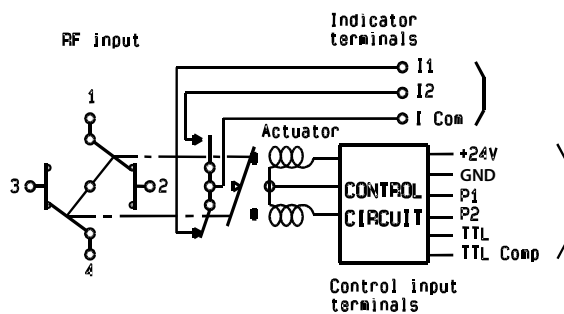 Indicator
terminals
RF input
I1
I2
I Com
1
Actuator
3
2
4
CONTROL
CIRCUIT
+24V
GND
P1
P2
TTL
TTL Comp
Control input
terminals